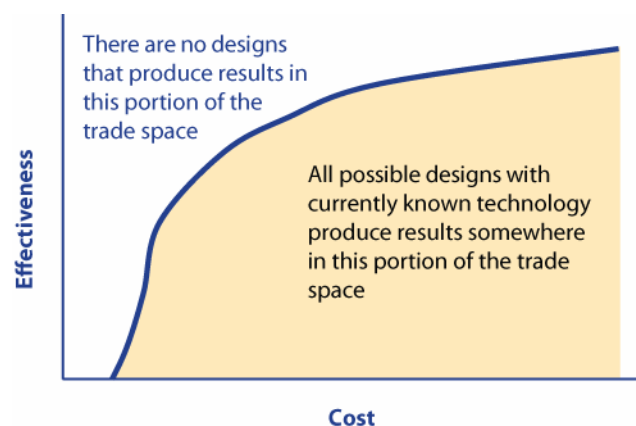 There are no designs
that produce results in
this portion of the
trade space
All possible designs with
currently known technology
produce results somewhere
in this portion of the trade
space
Effectiveness
Cost